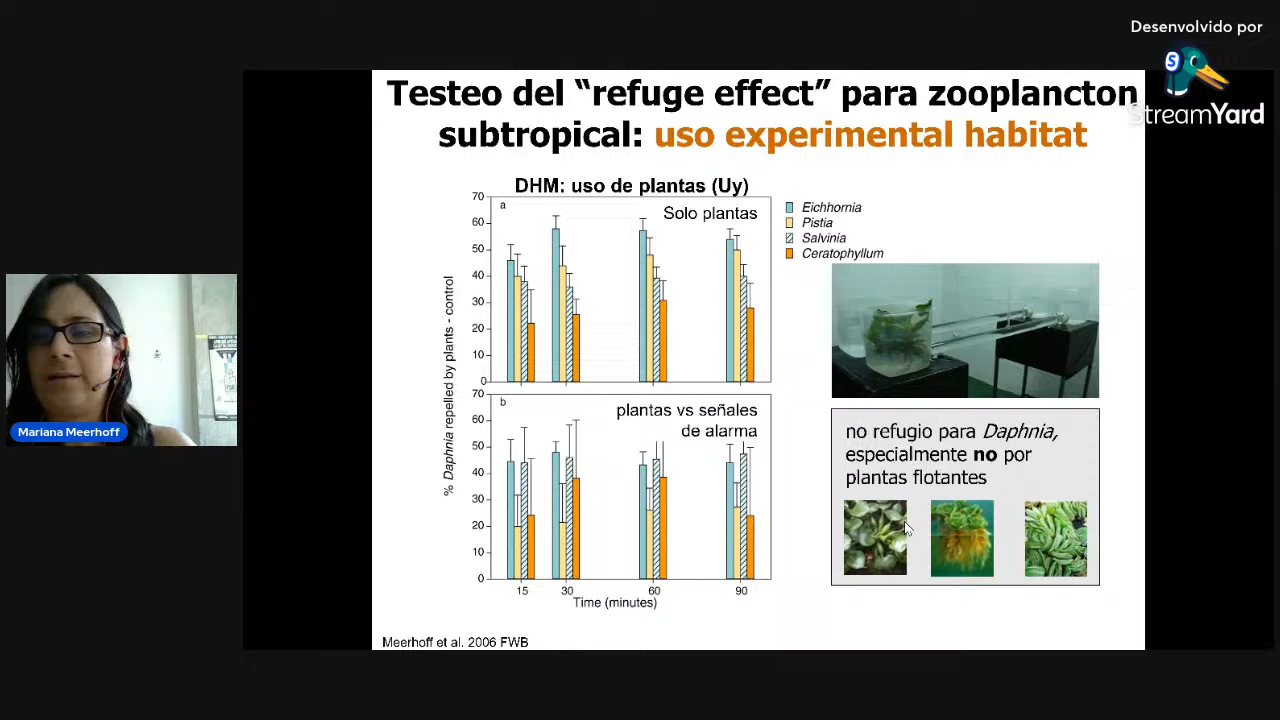 Desenvolvido por
StreamYard
Testeo del “refuge effect” para zooplancton
subtropical: uso experimental habitat
DHM: uso de plantas (Uy)
a
Solo plantas
70
60
50
40
30
20
10
0
Eichhornia
Pistia
Salvinia
Ceratophyllum
% Daphnia repelled by plants - control
b
plantas vs señales
de alarma
70
60
50
40
30
20
10
0
15
30
60
90
Time (minutes)
no refugio para Daphnia,
especialmente no por
plantas flotantes
Meerhoff et al. 2006 FWB
Mariana Meerhoff